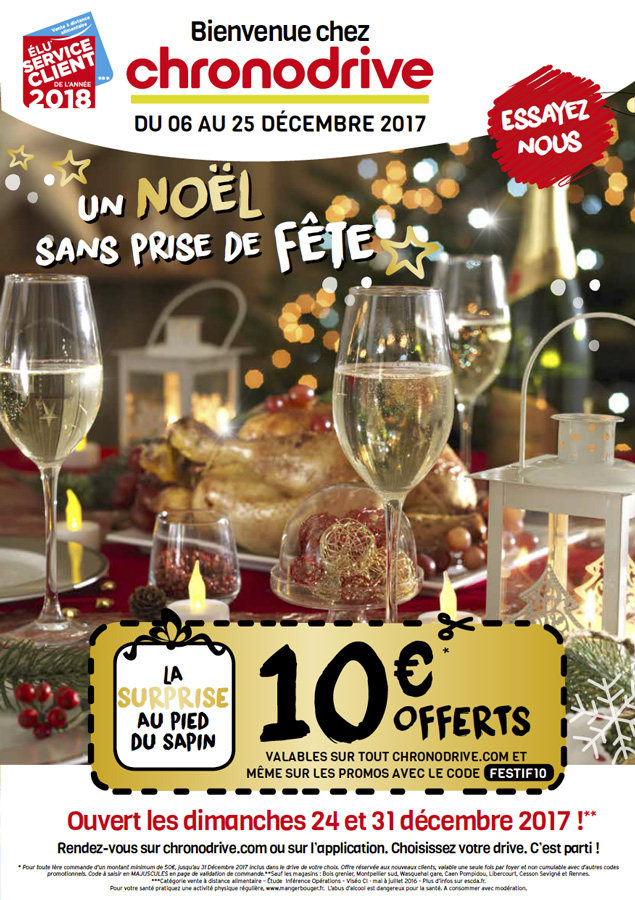 Vente à distance
alimentaire
ÉLU
SERVICE
CLIENT
DE L'ANNÉE
2018
...
Bienvenue chez
chronodrive
DU 06 AU 25 DÉCEMBRE 2017
ESSAYEZ
NOUS
UN NOËL
SANS PRISE DE FÊTE
LA
SURPRISE
AU PIED
DU SAPIN
10€*
OFFERTS
VALABLES SUR TOUT CHRONODRIVE.COM ET
MÊME SUR LES PROMOS AVEC LE CODE FESTIF10
Ouvert les dimanches 24 et 31 décembre 2017 !**
Rendez-vous sur chronodrive.com ou sur l'application. Choisissez votre drive. C'est parti !
* Pour toute 1ère commande d'un montant minimum de 50€, jusqu'au 31 Décembre 2017 inclus dans le drive de votre choix. Offre réservée aux nouveaux clients, valable une seule fois par foyer et non cumulable avec d'autres codes
promotionnels. Code à saisir en MAJUSCULES en page de validation de commande.**Sauf les magasins : Bois grenier, Montpellier sud, Wasquehal gare, Caen Pompidou, Libercourt, Cesson Sevigné et Rennes.
***Catégorie vente à distance alimentaire - Étude Inférence Opérations - Viséo CI - mai à juillet 2016 - Plus d'infos sur escda.fr.
Pour votre santé pratiquez une activité physique régulière, www.mangerbouger.fr. L'abus d'alcool est dangereux pour la santé. A consommer avec modération.